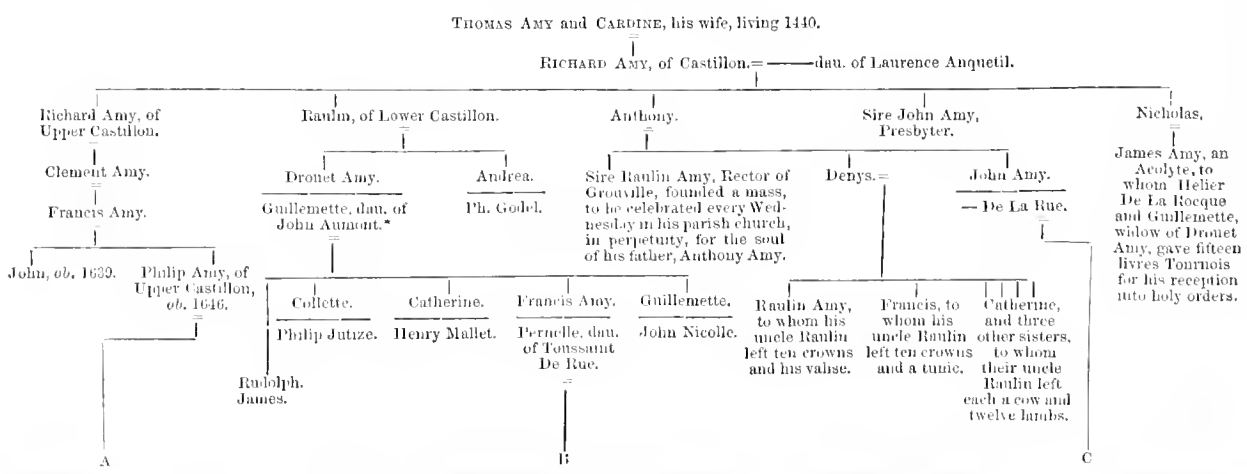 THOMAS AMY and CARDINE, his wife, living 1440.
RICHARD AMY, of Castillon.= ——dau. of Laurence Anquetil.
Richard Amy, of
Upper Castillon.
Clement Amy.
Francis Amy.
John, ob. 1639.
Philip Amy, of
Upper Castillon,
ob. 1646.
A
Raulin, of Lower Castillon.
Drouet Amy.
Guillemette, dau. of
John Aumont.*
Andrea.
Ph. Godel.
Rudolph.
James.
Collette.
Philip Jutize.
Catherine.
Henry Mallet.
Francis Amy.
Pernelle, dau.
of Toussaint
De Rue.
B
Guillemette.
John Nicolle.
Anthony.
Sire Raulin Amy, Rector of
Grouville, founded a mass,
to be celebrated every Wed-
nesday in his parish church,
in perpetuity, for the soul
of his father, Anthony Amy.
Denys.=
Raulin Amy,
to whom his
uncle Raulin
left ten crowns
and his valise.
Francis, to
whom his
uncle Raulin
left ten crowns
and a tunic.
Catherine,
and three
other sisters,
to whom
their uncle
Raulin left
each a cow and
twelve lambs.
John Amy.
— De La Rue.
C
Sire John Amy,
Presbyter.
Nicholas,
James Amy, an
Acolyte, to
whom Helier
De La Rocque
and Guillemette,
widow of Drouet
Amy, gave fifteen
livres Tournois
for his reception
into holy orders.